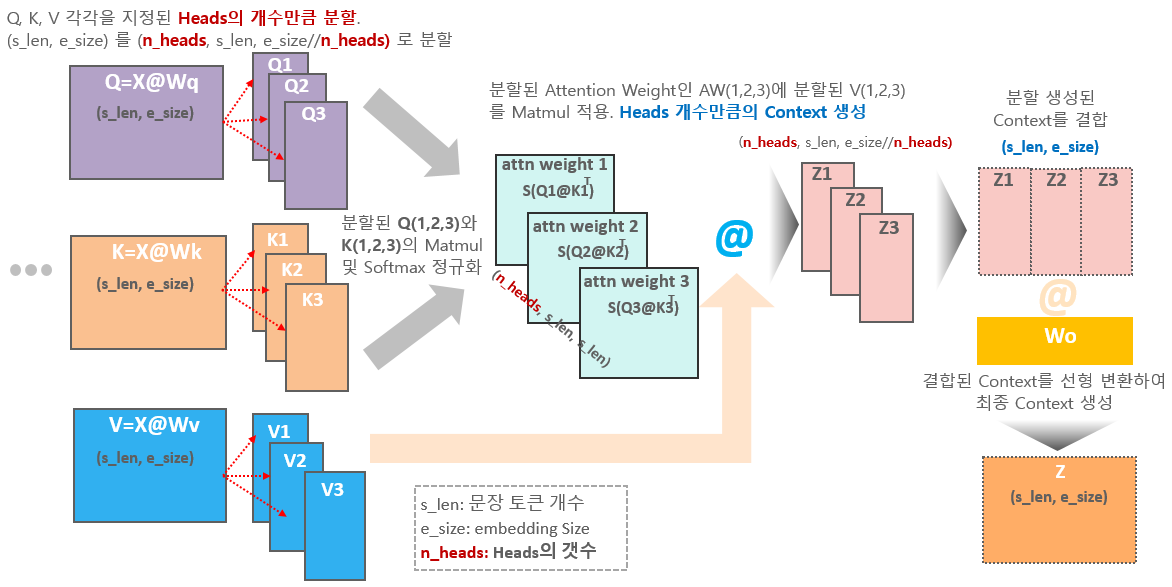 Q, K, V 각각을 지정된 Heads의 개수만큼 분할.
(s_len, e_size) 를 (n_heads, s_len, e_size//n_heads) 로 분할
Q=X@Wq
(s_len, e_size)
Q1
Q2
Q3
K=X@Wk
(s_len, e_size)
K1
K2
K3
V=X@Wv
(s_len, e_size)
V1
V2
V3
분할된 Q(1,2,3)와
K(1,2,3)의 Matmul
및 Softmax 정규화
분할된 Attention Weight인 AW(1,2,3)에 분할된 V(1,2,3)
를 Matmul 적용. Heads 개수만큼의 Context 생성
attn weight 1
S(Q1@K1)
T
attn weight 2
S(Q2@K2)
T
attn weight 3
S(Q3@K3)
T
(n_heads, s_len, s_len)
@
(n_heads, s_len, e_size//n_heads)
Z1
Z2
Z3
분할 생성된
Context를 결합
(s_len, e_size)
Z1 Z2 Z3
@
Wo
결합된 Context를 선형 변환하여
최종 Context 생성
Z
(s_len, e_size)
s_len: 문장 토큰 개수
e_size: embedding Size
n_heads: Heads의 갯수